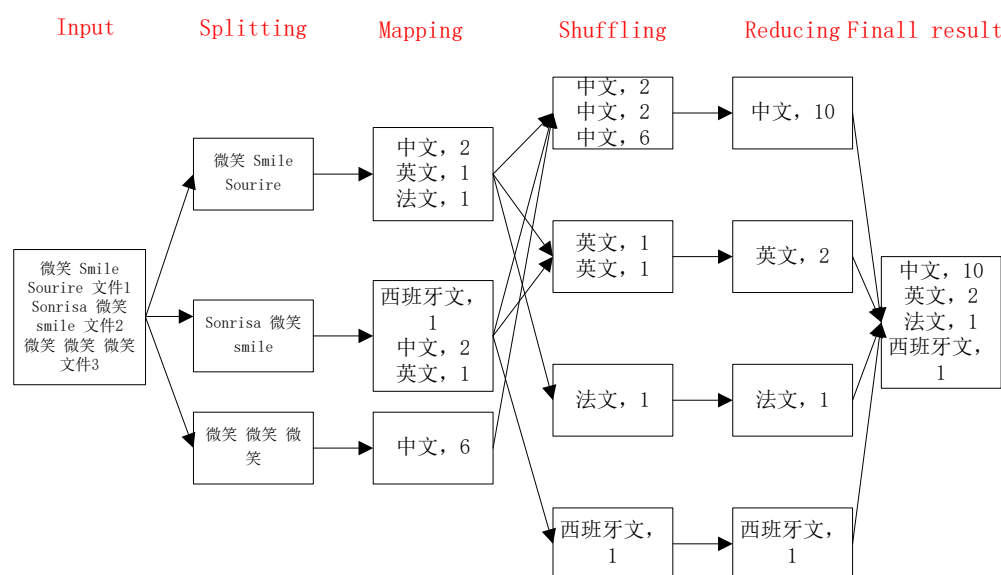 Input Splitting Mapping Shuffling Reducing Finall result
微笑 Smile
Sourire 文件1
Sonrisa 微笑
smile 文件2
微笑 微笑 微笑
文件3
微笑 Smile
Sourire
Sonrisa 微笑
smile
微笑 微笑 微
笑
中文，2
英文，1
法文，1
西班牙文，
1
中文，2
英文，1
中文，6
中文，2
中文，2
中文，6
英文，1
英文，1
法文，1
西班牙文，
1
中文，10
英文，2
法文，1
西班牙文，
1
中文，10
英文，2
法文，1
西班牙文，
1